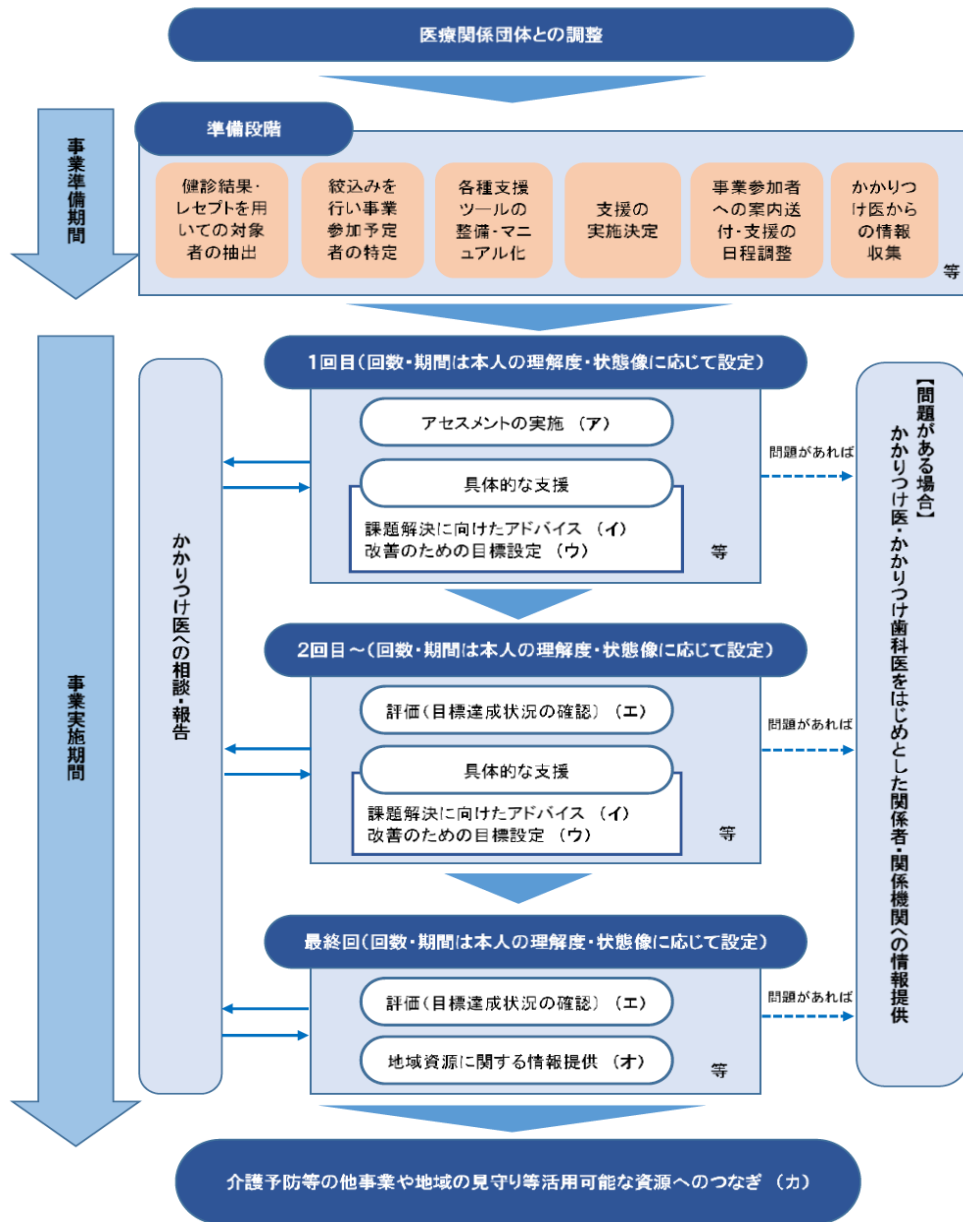 医療関係団体との調整
事業準備期間
準備段階
健診結果・
レセプトを用
いての対象
者の抽出
絞込みを
行い事業
参加予定
者の特定
各種支援
ツールの
整備・マニ
ュアル化
支援の
実施決定
事業参加者
への案内送
付・支援の
日程調整
かかりつ
け医から
の情報
収集
等
事業実施期間
かかりつけ医への相談・報告
1回目(回数・期間は本人の理解度・状態像に応じて設定)
アセスメントの実施 (ア)
具体的な支援
課題解決に向けたアドバイス (イ)
改善のための目標設定 (ウ)
等
問題があれば
2回目～(回数・期間は本人の理解度・状態像に応じて設定)
評価(目標達成状況の確認) (エ)
具体的な支援
課題解決に向けたアドバイス (イ)
改善のための目標設定 (ウ)
等
問題があれば
最終回(回数・期間は本人の理解度・状態像に応じて設定)
評価(目標達成状況の確認) (エ)
地域資源に関する情報提供 (オ)
等
問題があれば
【問題がある場合】
かかりつけ医・かかりつけ歯科医をはじめとした関係者・関係機関への情報提供
介護予防等の他事業や地域の見守り等活用可能な資源へのつなぎ (カ)